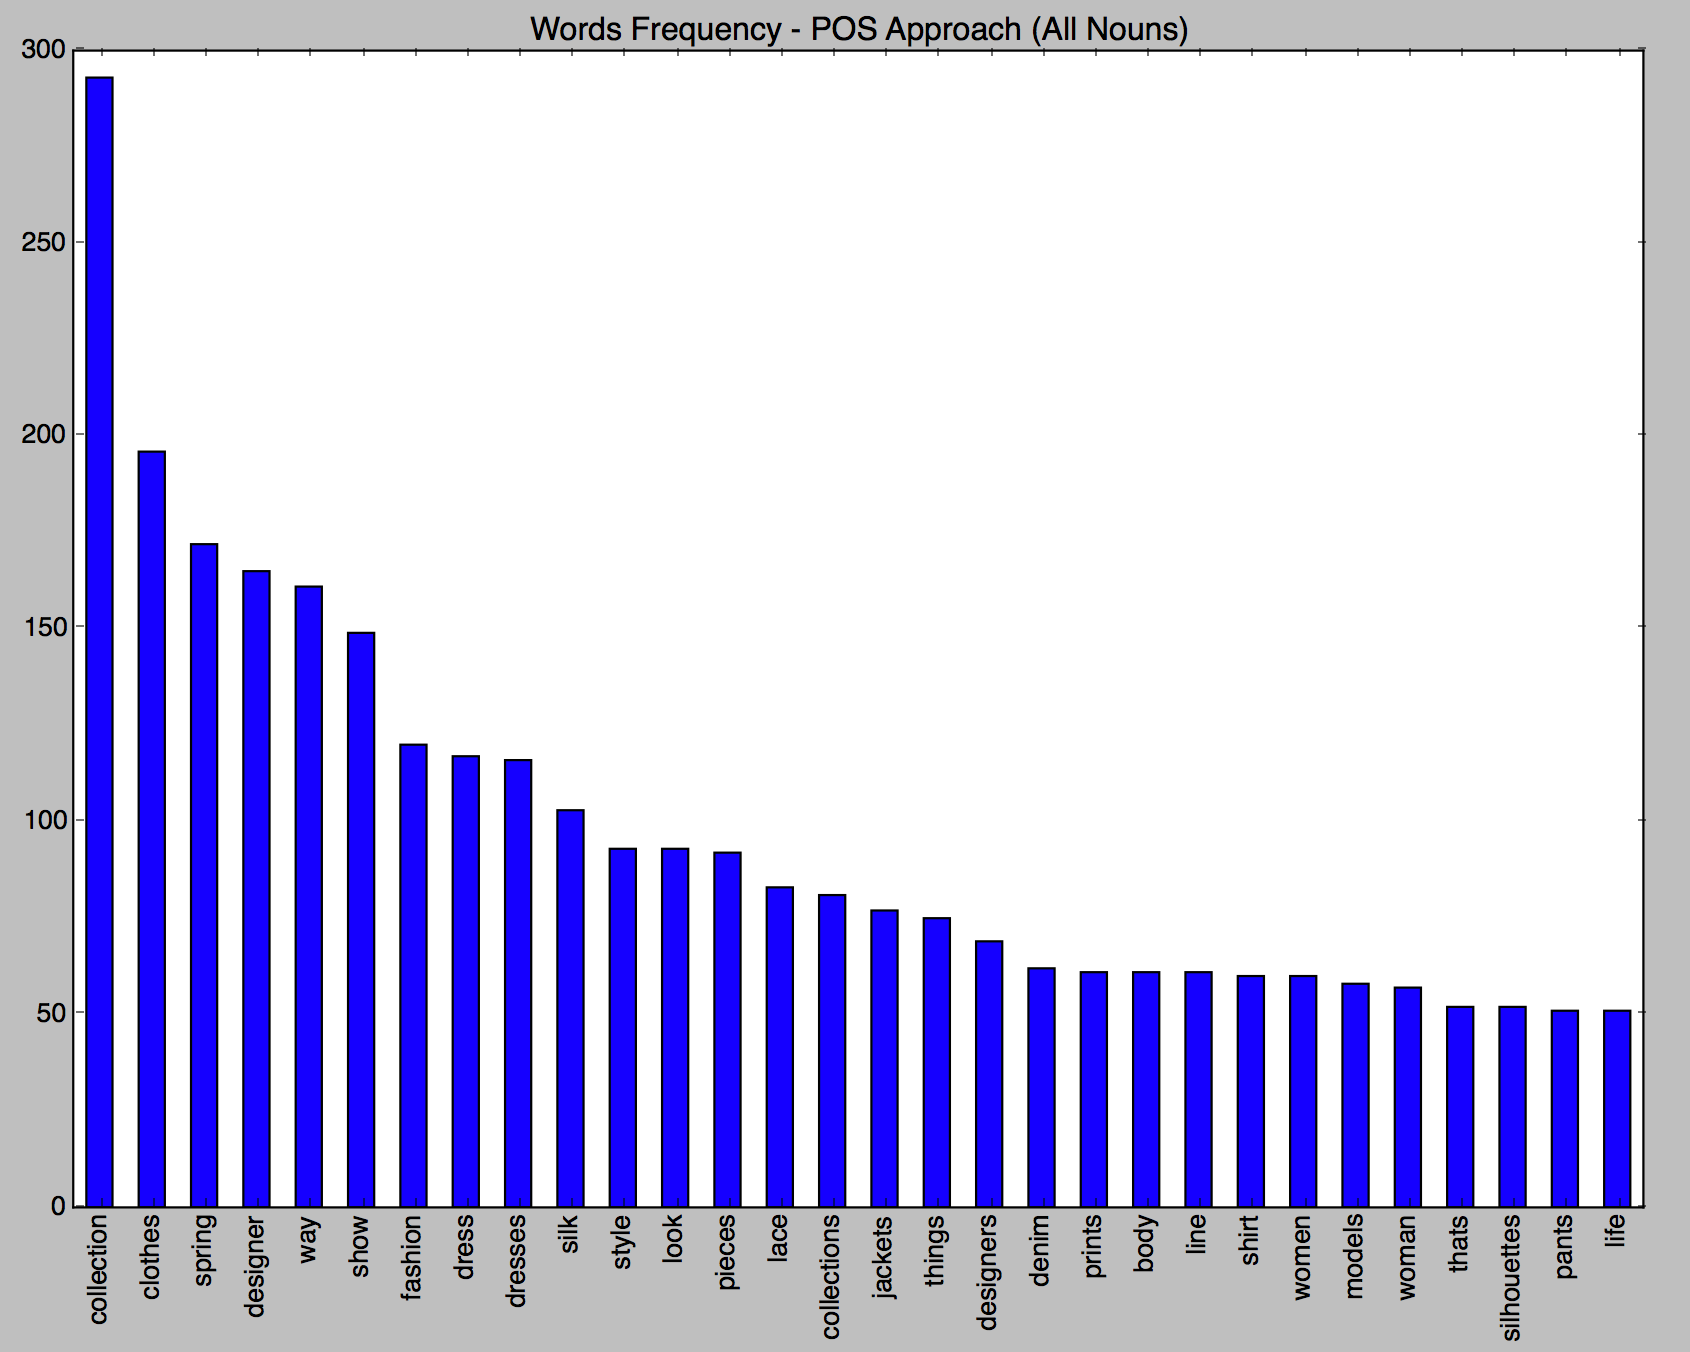 Words Frequency - POS Approach (All Nouns)
300
250
200
150
100
50
0
collection
clothes
spring
designer
way
show
fashion
dress
dresses
silk
style
look
pieces
lace
collections
jackets
things
designers
denim
prints
body
line
shirt
women
models
woman
thats
silhouettes
pants
life